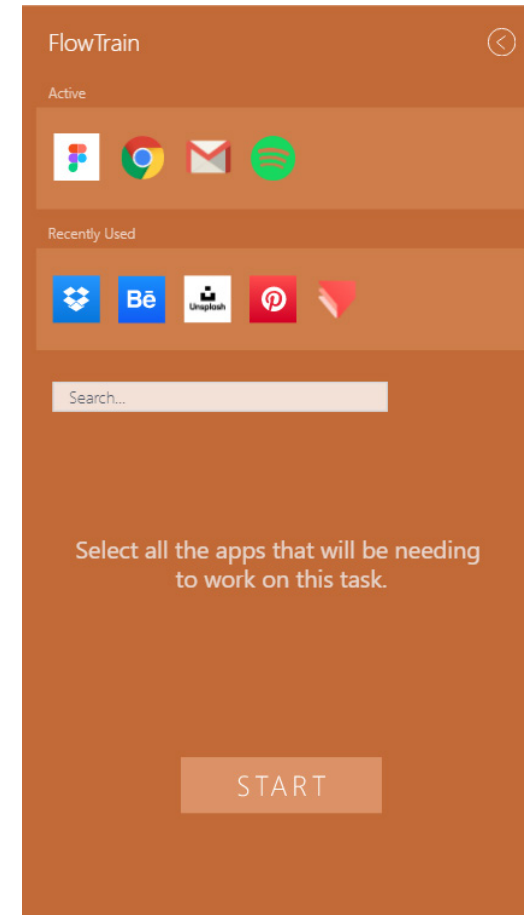 FlowTrain
Active
Recently Used
Bē
Unsplash
Search...
Select all the apps that will be needing
to work on this task.
START